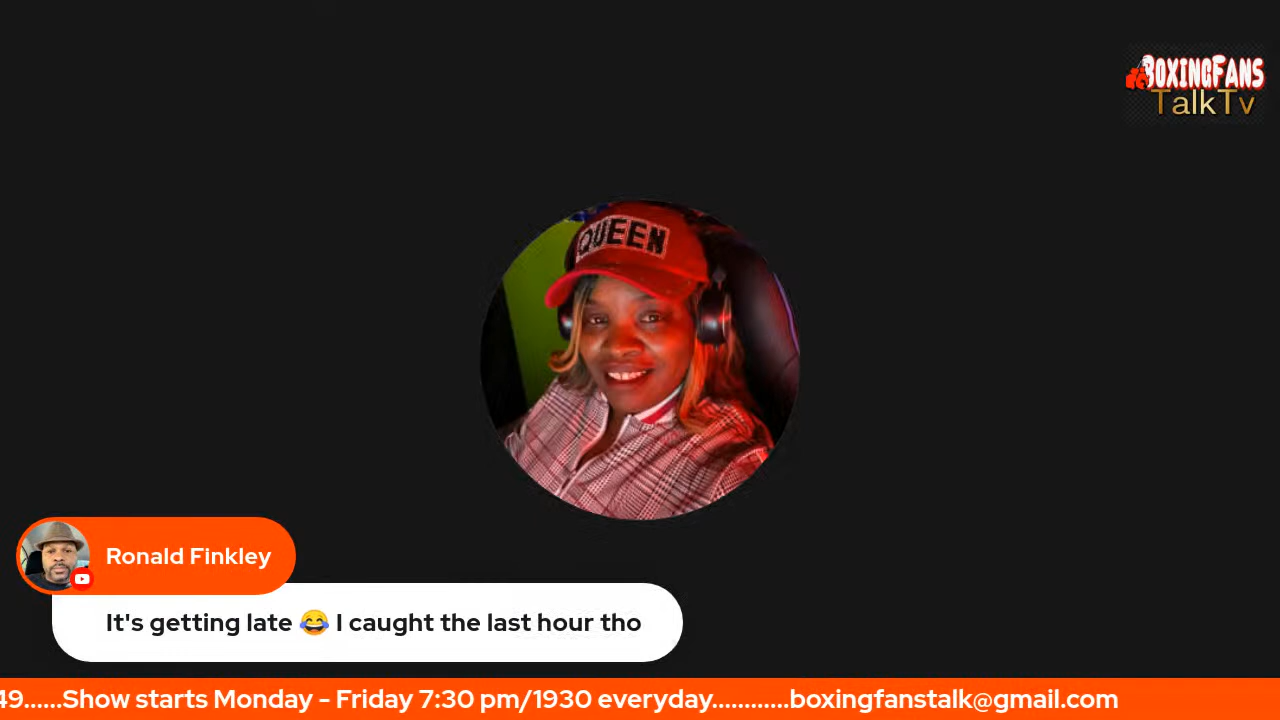 BOXINGFANS
TalkTv
QUEEN
Ronald Finkley
It's getting late 😂 I caught the last hour tho
49......Show starts Monday - Friday 7:30 pm/1930 everyday............boxingfanstalk@gmail.com